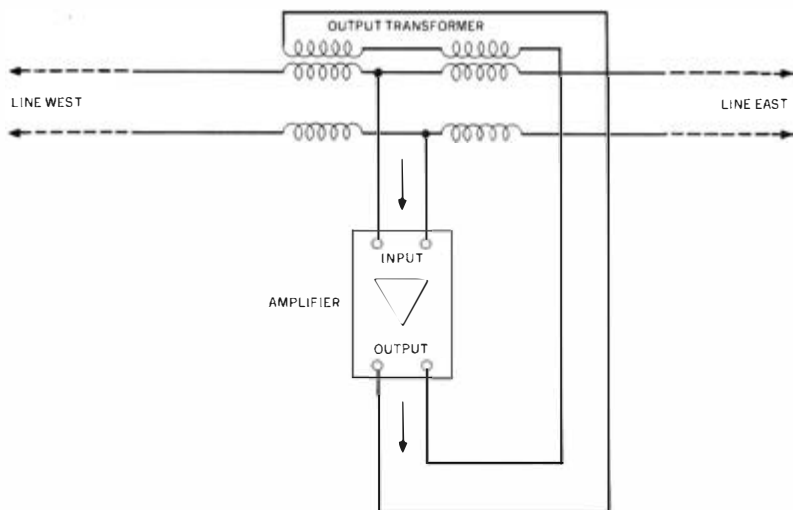 OUTPUT TRANSFORMER
LINE WEST
LINE EAST
INPUT
AMPLIFIER
OUTPUT